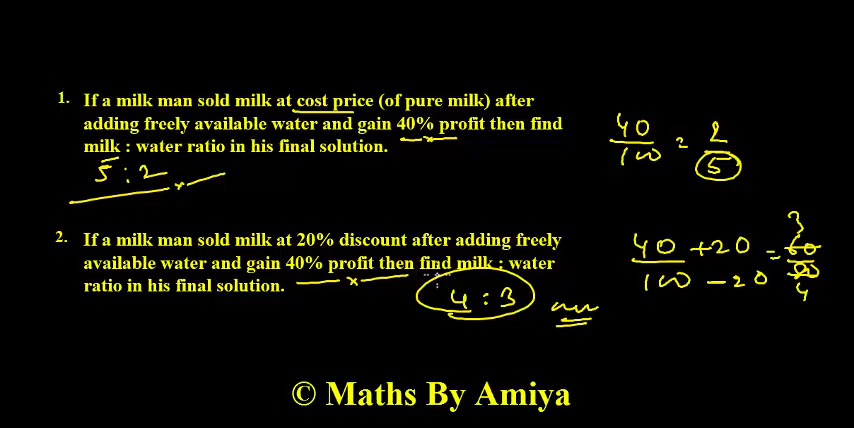 1. If a milk man sold milk at cost price (of pure milk) after
adding freely available water and gain 40% profit then find
milk : water ratio in his final solution.
5 : 2
40/100 = 2/5
2. If a milk man sold milk at 20% discount after adding freely
available water and gain 40% profit then find milk : water
ratio in his final solution.
4 : 3
40 + 20 = 60 3
100 - 20 80 4
© Maths By Amiya